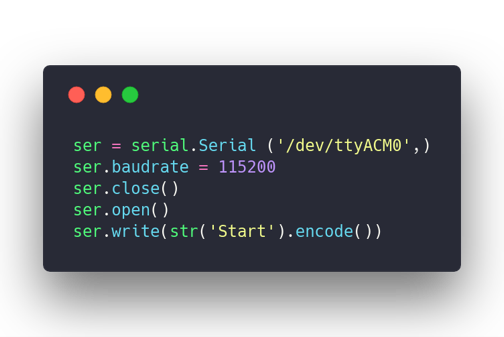 ser = serial.Serial ('/dev/ttyACM0',)
ser.baudrate = 115200
ser.close()
ser.open()
ser.write(str('Start').encode())